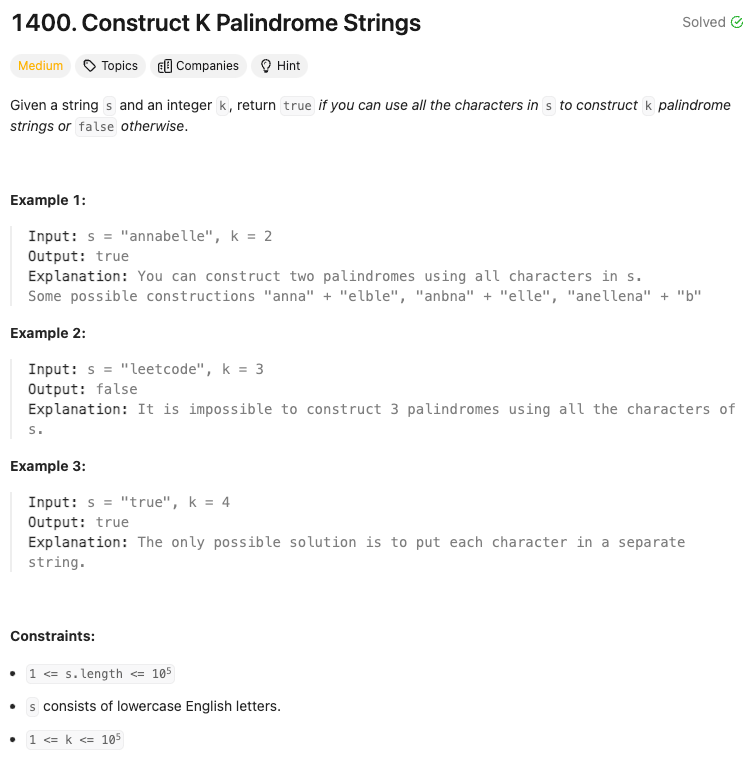 1400. Construct K Palindrome Strings
Solved
Medium Topics Companies Hint
Given a string s and an integer k, return true if you can use all the characters in s to construct k palindrome
strings or false otherwise.
Example 1:
Input: s = "annabelle", k = 2
Output: true
Explanation: You can construct two palindromes using all characters in s.
Some possible constructions "anna" + "elble", "anbna" + "elle", "anellena" + "b"
Example 2:
Input: s = "leetcode", k = 3
Output: false
Explanation: It is impossible to construct 3 palindromes using all the characters of
s.
Example 3:
Input: s = "true", k = 4
Output: true
Explanation: The only possible solution is to put each character in a separate
string.
Constraints:
• 1 <= s.length <= 10⁵
• s consists of lowercase English letters.
• 1 <= k <= 10⁵